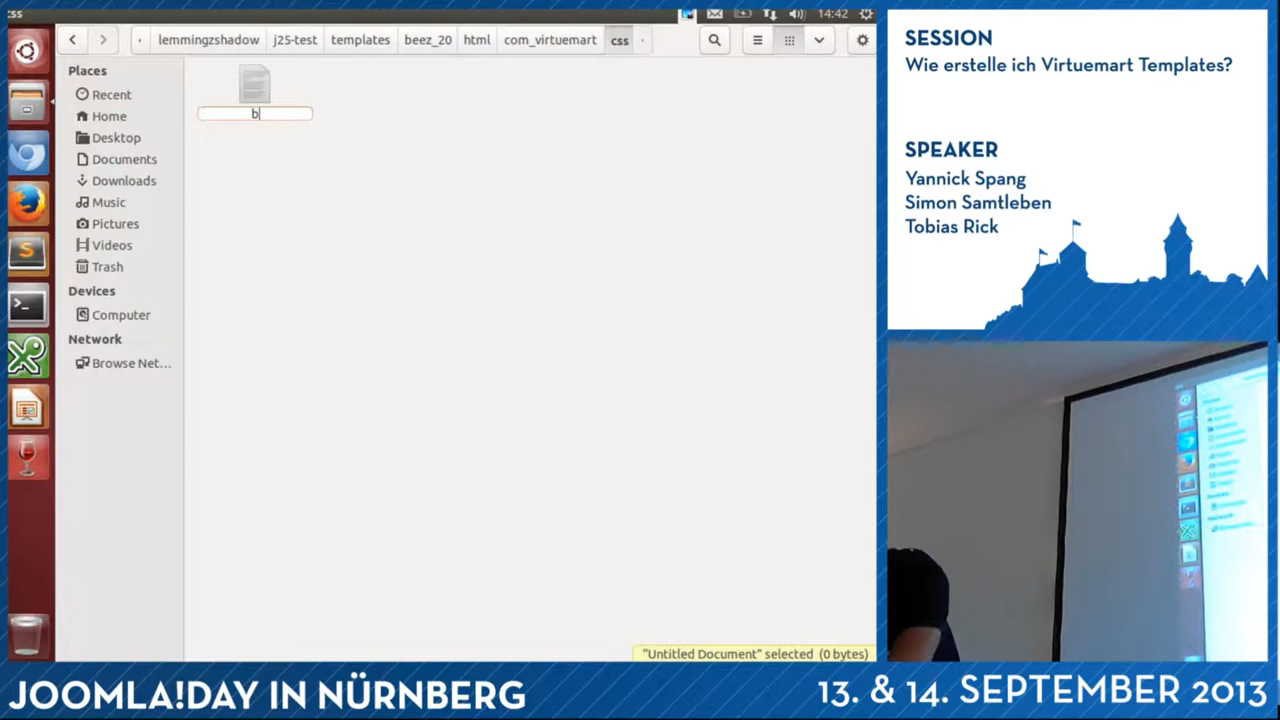 css
14:42
lemmingzshadow j25-test templates beez_20 html com_virtuemart css
Places
Recent
Home
Desktop
Documents
Downloads
Music
Pictures
Videos
Trash
Devices
Computer
Network
Browse Net...
b
"Untitled Document" selected (0 bytes)
SESSION
Wie erstelle ich Virtuemart Templates?
SPEAKER
Yannick Spang
Simon Samtleben
Tobias Rick
JOOMLA!DAY IN NÜRNBERG
13. & 14. SEPTEMBER 2013